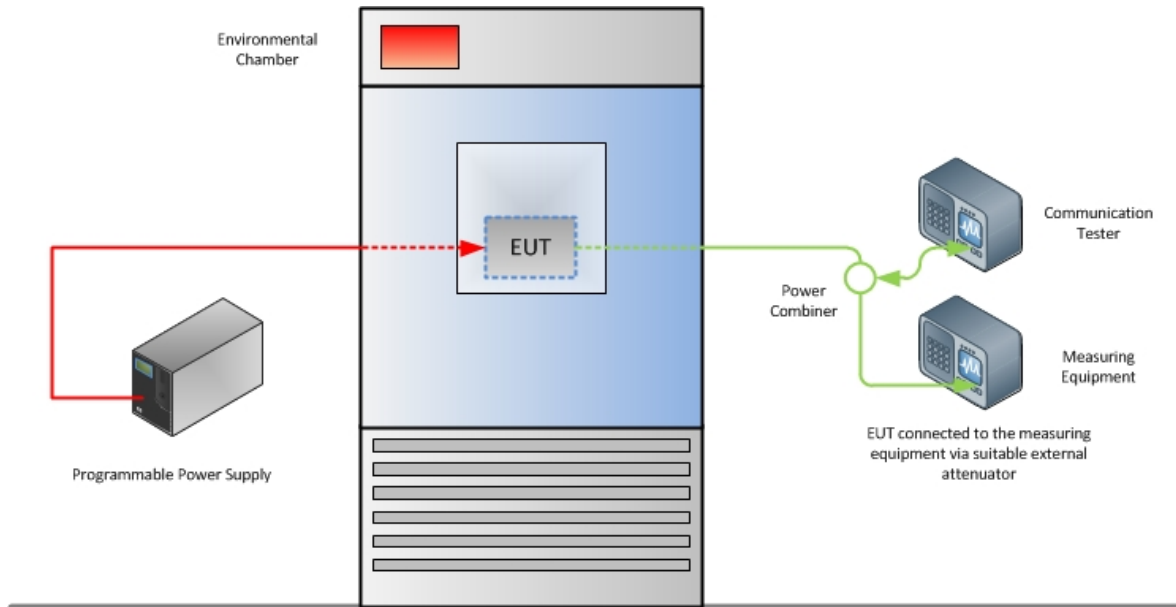 Environmental
Chamber
EUT
Communication
Tester
Power
Combiner
Measuring
Equipment
EUT connected to the measuring
equipment via suitable external
attenuator
Programmable Power Supply